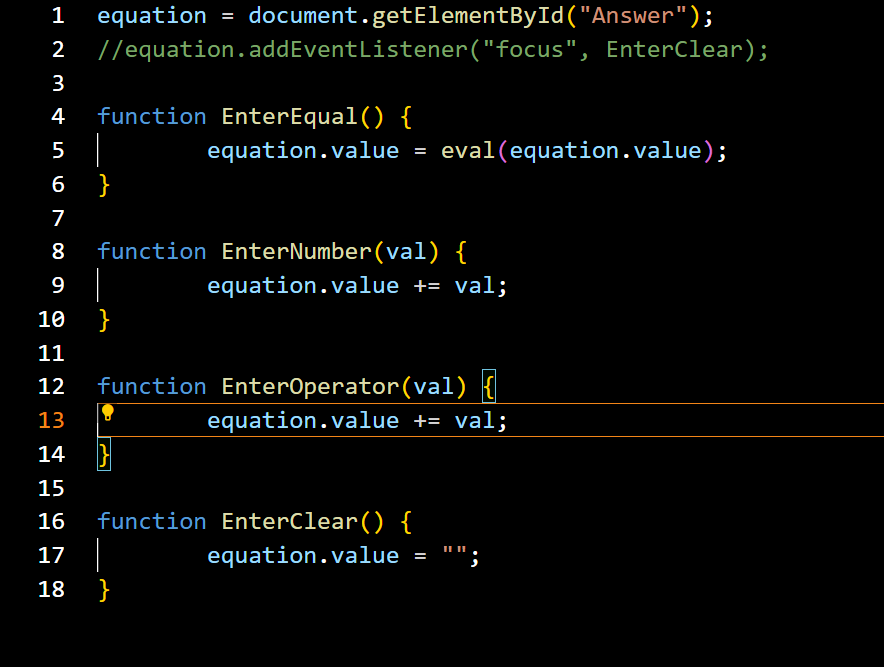 1 equation = document.getElementById("Answer");
2 //equation.addEventListener("focus", EnterClear);
3
4 function EnterEqual() {
5         equation.value = eval(equation.value);
6 }
7
8 function EnterNumber(val) {
9         equation.value += val;
10 }
11
12 function EnterOperator(val) {
13         equation.value += val;
14 }
15
16 function EnterClear() {
17         equation.value = "";
18 }